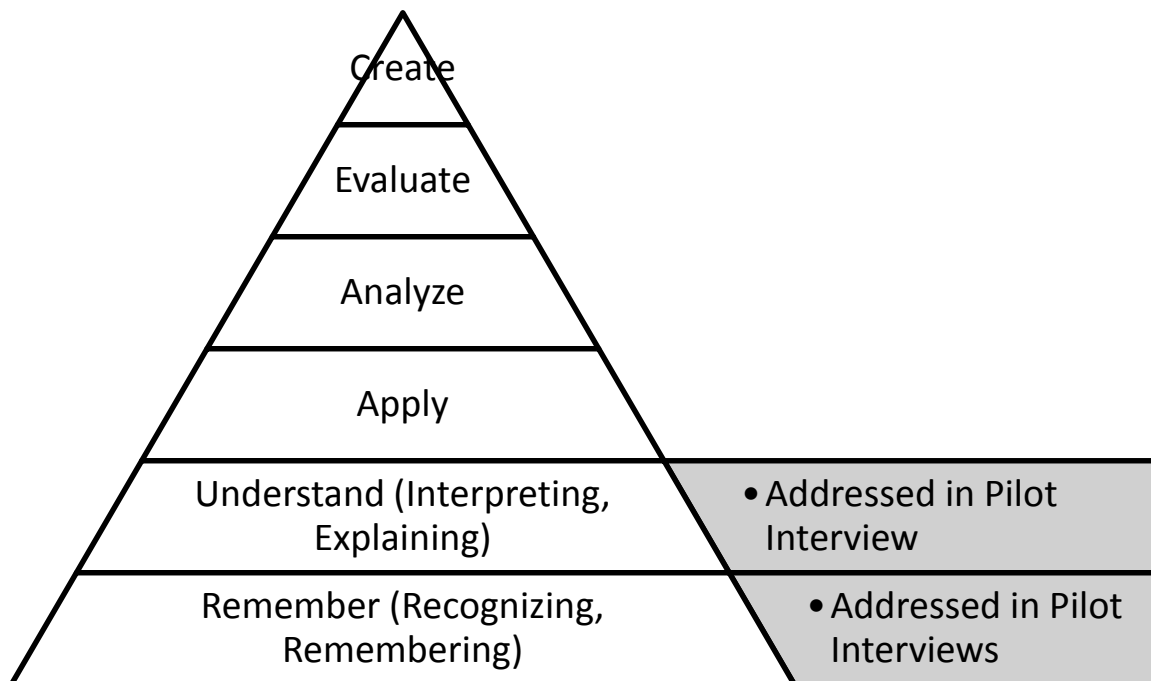 Create
Evaluate
Analyze
Apply
Understand (Interpreting,
Explaining)
• Addressed in Pilot
Interview
Remember (Recognizing,
Remembering)
• Addressed in Pilot
Interviews